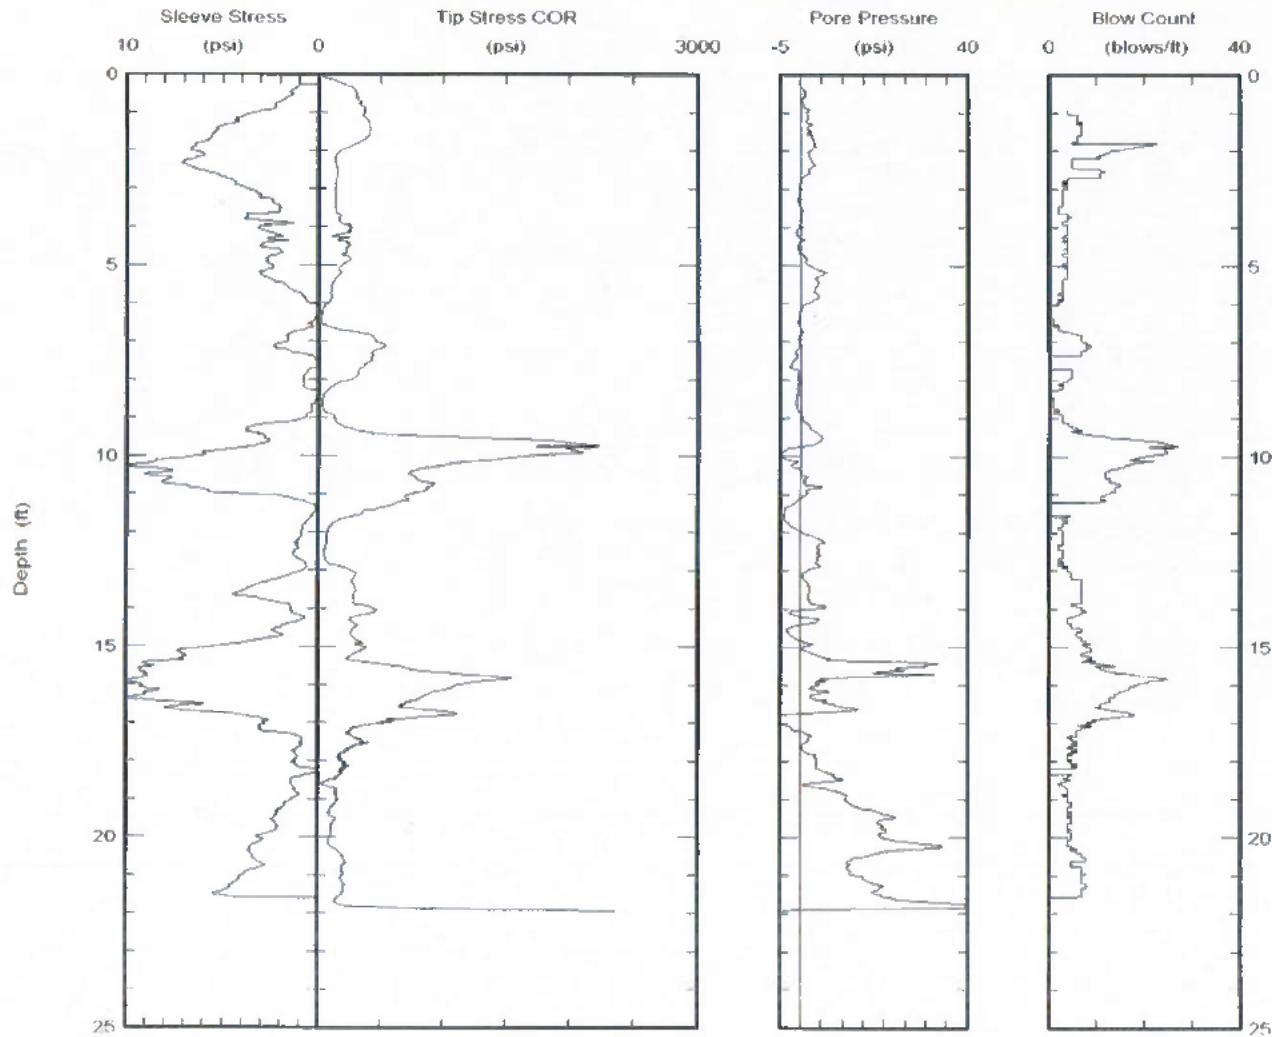 Sleeve Stress Tip Stress COR Pore Pressure Blow Count
10 (psi) 0 (psi) 3000 -5 (psi) 40 0 (blows/ft) 40
0 0
5 5
10 10
Depth (ft)
15 15
20 20
25 25